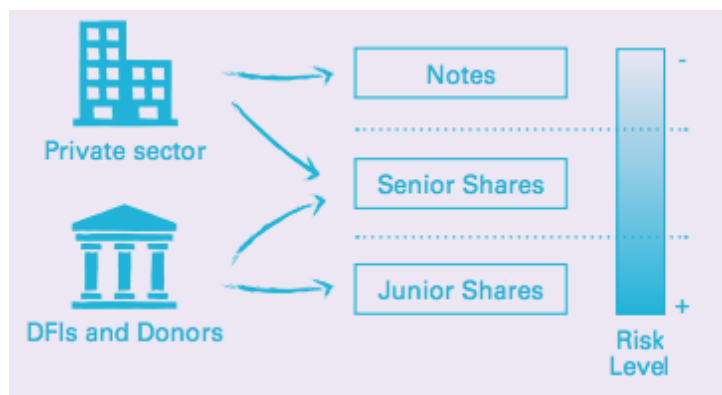 Private sector
DFIs and Donors
Notes
Senior Shares
Junior Shares
-
+
Risk
Level